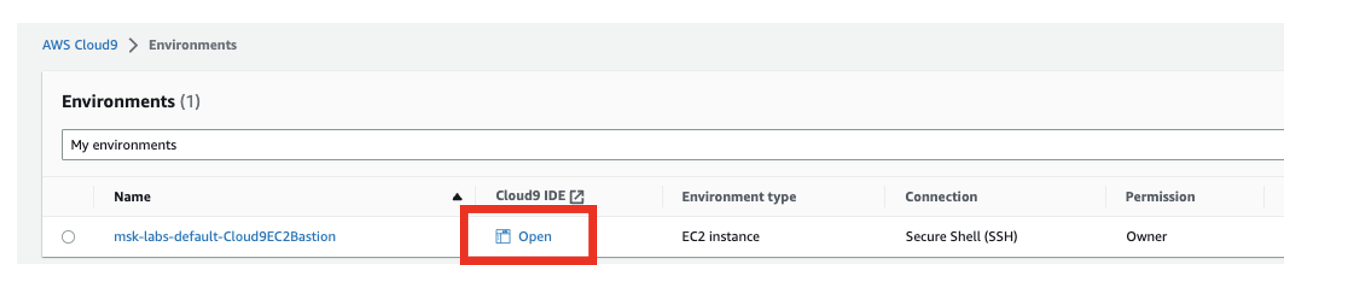 AWS Cloud9 > Environments
Environments (1)
My environments
Name Cloud9 IDE Environment type Connection Permission
msk-labs-default-Cloud9EC2Bastion Open EC2 instance Secure Shell (SSH) Owner